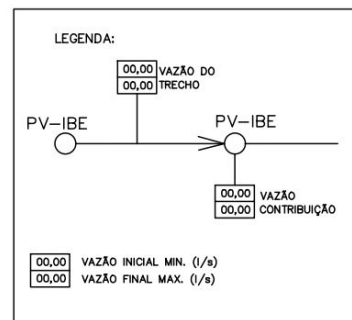 LEGENDA:
00,00
00,00
VAZÃO DO
TRECHO
PV-IBE
PV-IBE
00,00
00,00
VAZÃO
CONTRIBUIÇÃO
00,00 VAZÃO INICIAL MIN. (l/s)
00,00 VAZÃO FINAL MAX. (l/s)